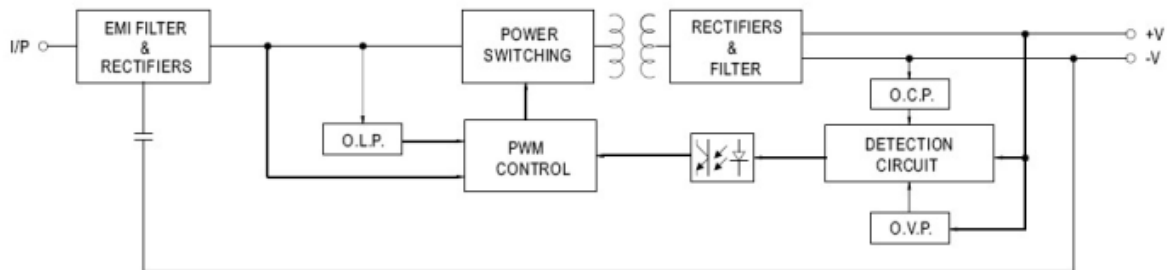 I/P
EMI FILTER
&
RECTIFIERS
POWER
SWITCHING
RECTIFIERS
&
FILTER
+V
-V
O.C.P.
O.L.P.
PWM
CONTROL
DETECTION
CIRCUIT
O.V.P.